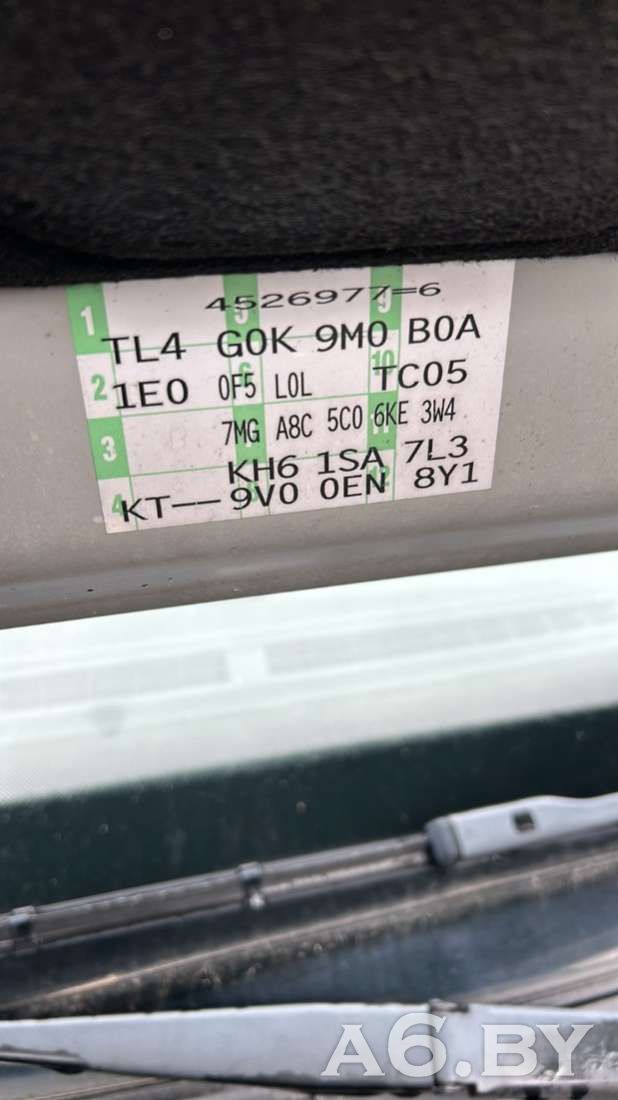 4526977=6
TL4 G0K 9M0 B0A
1E0 0F5 L0L TC05
7MG A8C 5C0 6KE 3W4
KH6 1SA 7L3
KT-- 9V0 0EN 8Y1
1
2
3
4
10
A6.BY